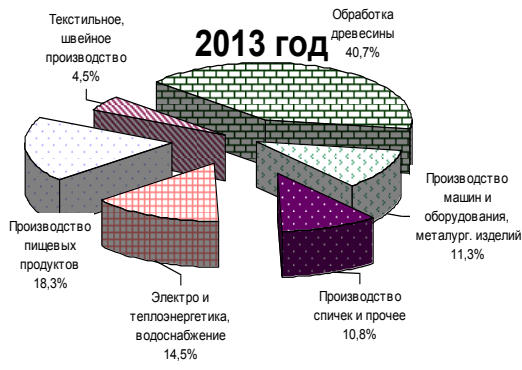 2013 год
Текстильное,
швейное
производство
4,5%
Обработка
древесины
40,7%
Производство
машин и
оборудования,
металург. изделий
11,3%
Производство
спичек и прочее
10,8%
Электро и
теплоэнергетика,
водоснабжение
14,5%
Производство
пищевых
продуктов
18,3%